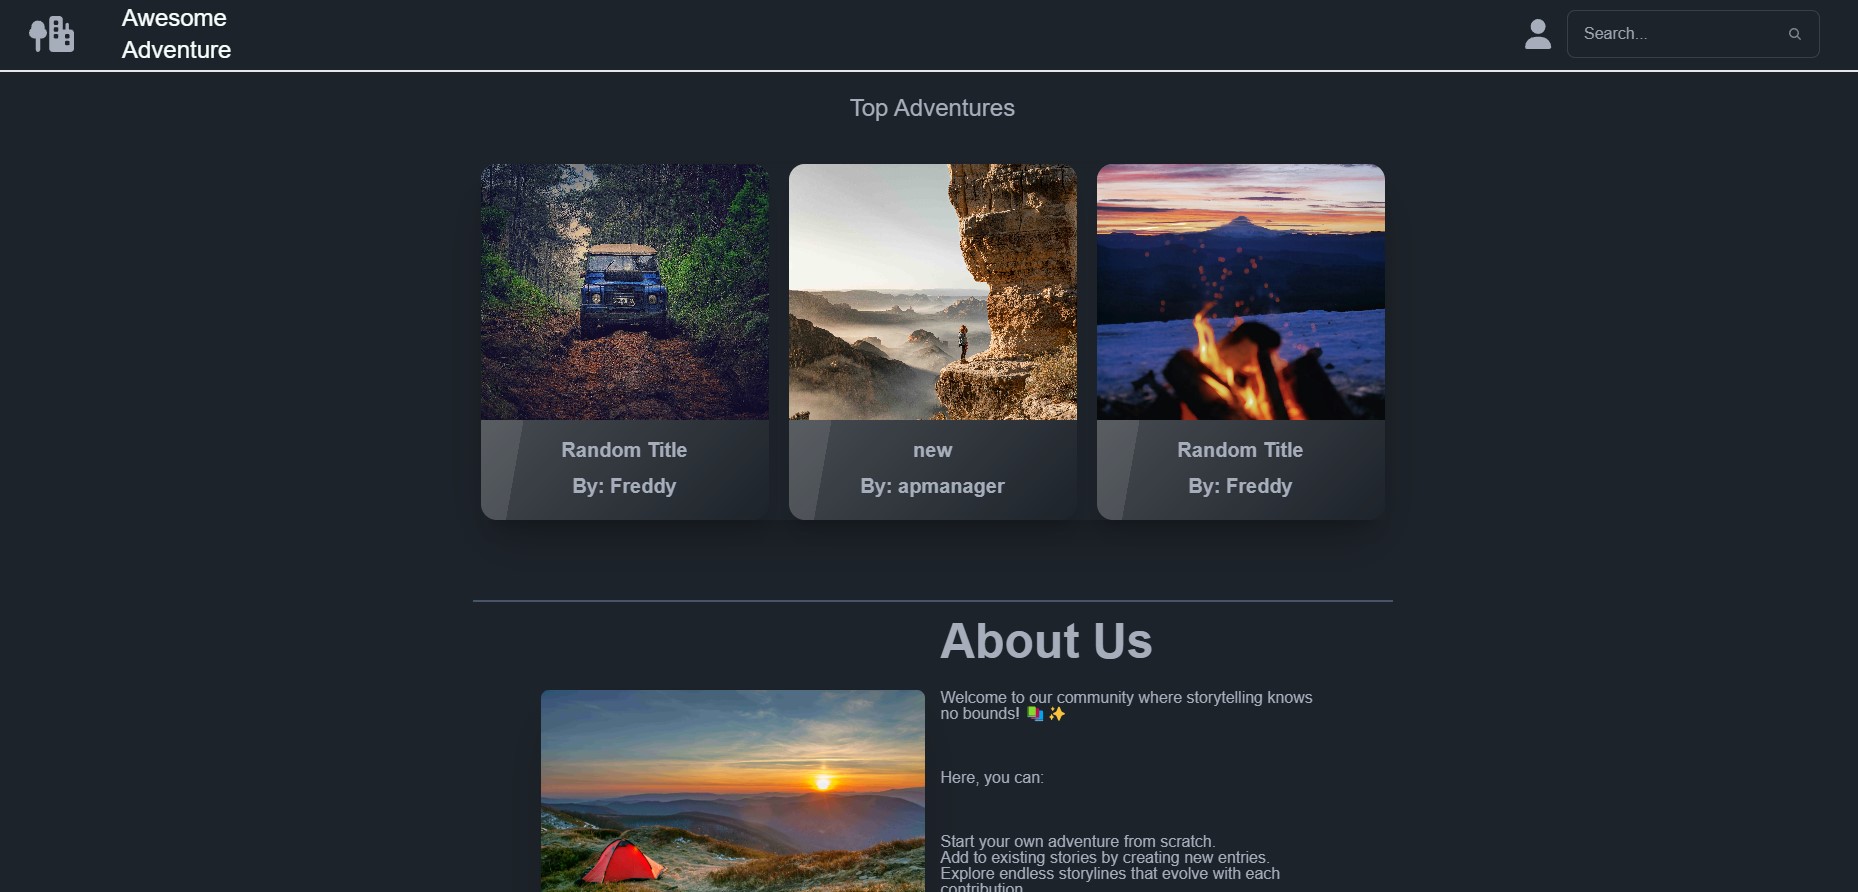 Awesome
Adventure
Search...
Top Adventures
Random Title
By: Freddy
new
By: apmanager
Random Title
By: Freddy
About Us
Welcome to our community where storytelling knows
no bounds! 📚✨
Here, you can:
Start your own adventure from scratch.
Add to existing stories by creating new entries.
Explore endless storylines that evolve with each
contribution